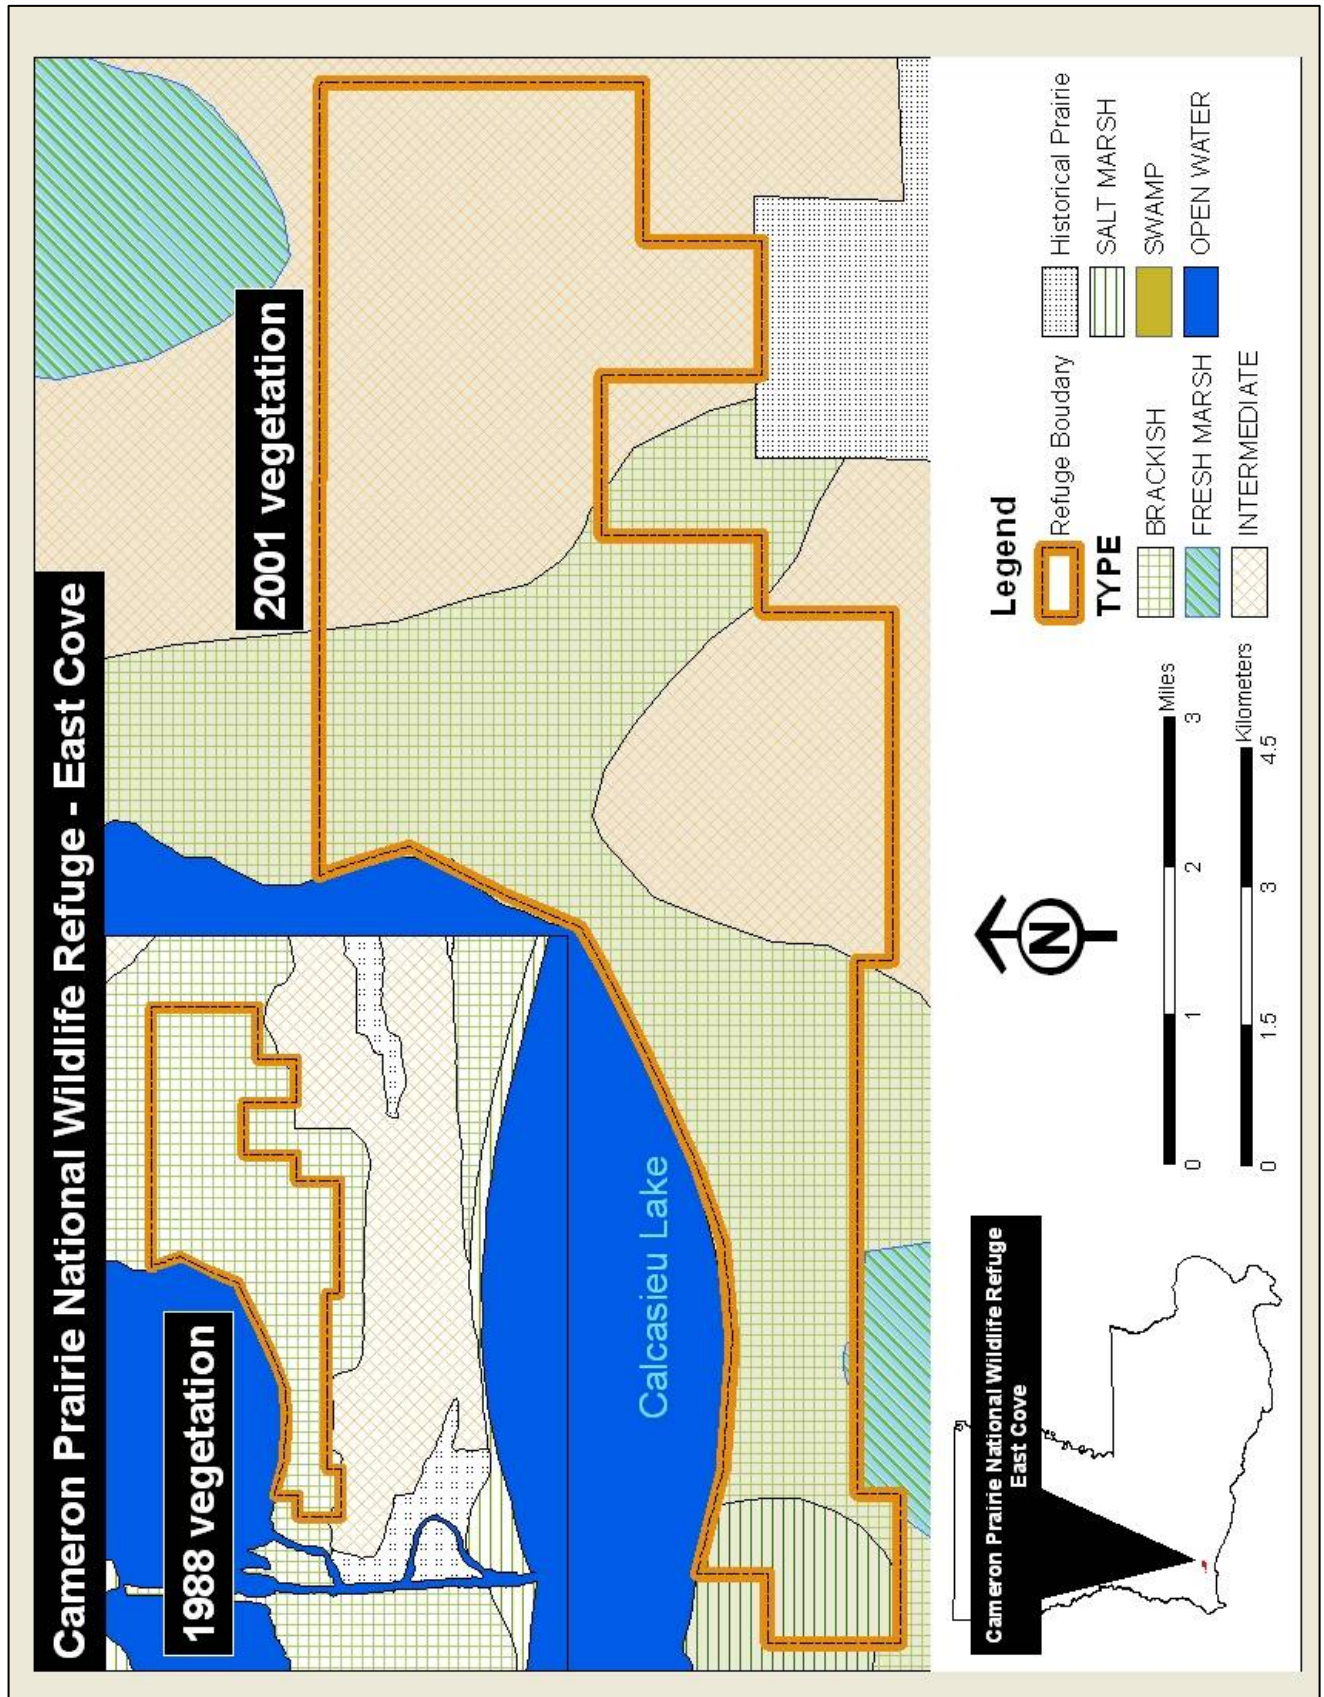 Cameron Prairie National Wildlife Refuge - East Cove
1988 vegetation
2001 vegetation
Calcasieu Lake
Cameron Prairie National Wildlife Refuge
East Cove
N
Miles
0 1 2 3
Kilometers
0 1.5 3 4.5
Legend
Refuge Boudary
TYPE
BRACKISH
FRESH MARSH
INTERMEDIATE
Historical Prairie
SALT MARSH
SWAMP
OPEN WATER